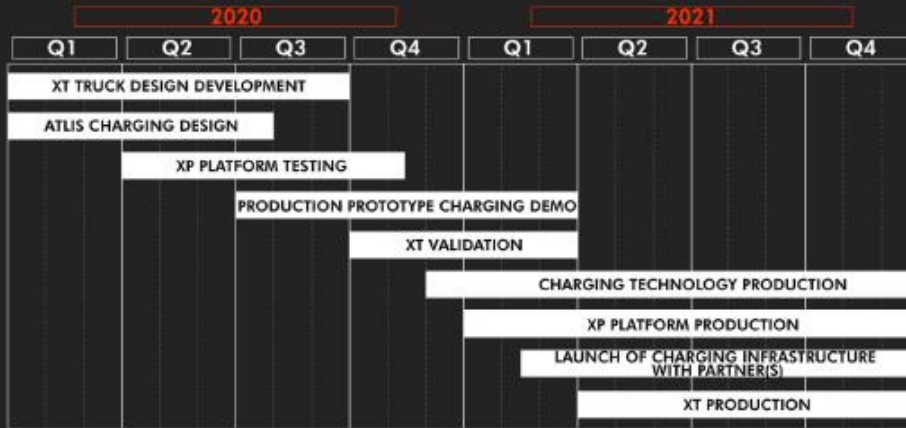 2020 2021
Q1 Q2 Q3 Q4 Q1 Q2 Q3 Q4
XT TRUCK DESIGN DEVELOPMENT
ATLIS CHARGING DESIGN
XP PLATFORM TESTING
PRODUCTION PROTOTYPE CHARGING DEMO
XT VALIDATION
CHARGING TECHNOLOGY PRODUCTION
XP PLATFORM PRODUCTION
LAUNCH OF CHARGING INFRASTRUCTURE
WITH PARTNER(S)
XT PRODUCTION